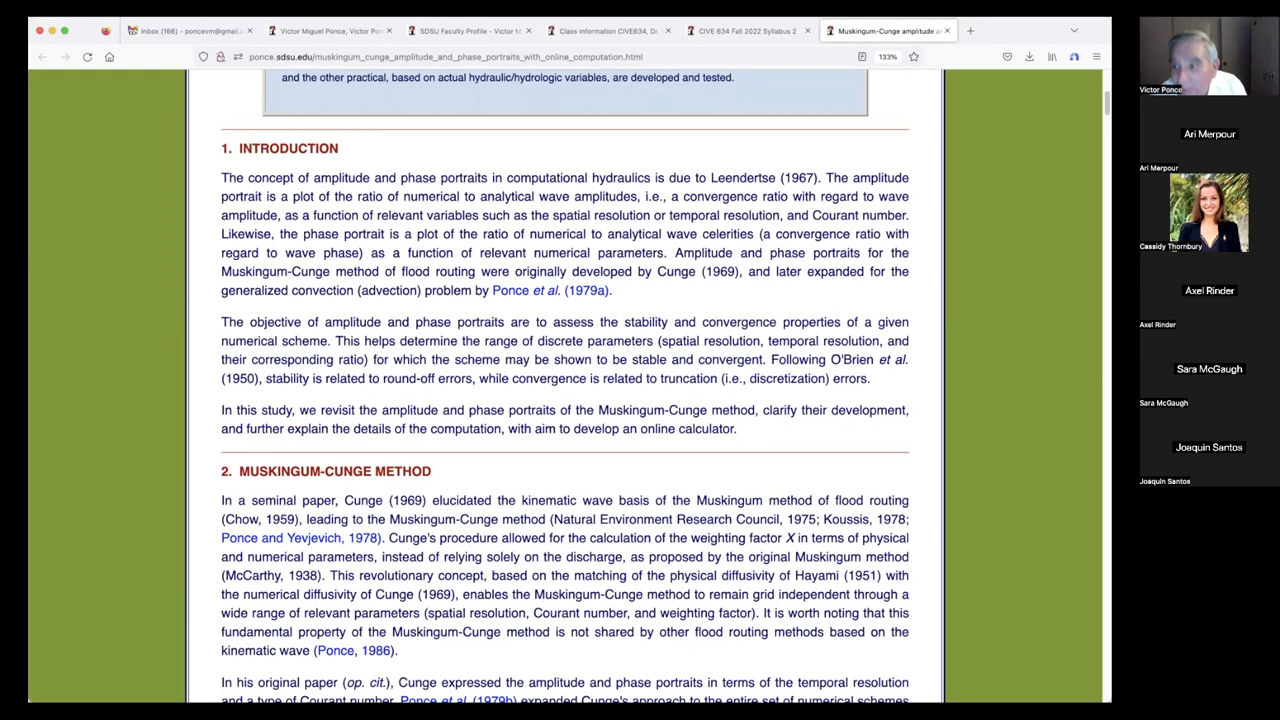 Inbox (166) - poncevm@gmail.c
Victor Miguel Ponce, Victor Pon
SDSU Faculty Profile - Victor M
Class information CIVE634, Dr.
CIVE 634 Fall 2022 Syllabus 2
Muskingum-Cunge amplitude a
ponce.sdsu.edu/muskingum_cunge_amplitude_and_phase_portraits_with_online_computation.html
133%
and the other practical, based on actual hydraulic/hydrologic variables, are developed and tested.
1. INTRODUCTION
The concept of amplitude and phase portraits in computational hydraulics is due to Leendertse (1967). The amplitude
portrait is a plot of the ratio of numerical to analytical wave amplitudes, i.e., a convergence ratio with regard to wave
amplitude, as a function of relevant variables such as the spatial resolution or temporal resolution, and Courant number.
Likewise, the phase portrait is a plot of the ratio of numerical to analytical wave celerities (a convergence ratio with
regard to wave phase) as a function of relevant numerical parameters. Amplitude and phase portraits for the
Muskingum-Cunge method of flood routing were originally developed by Cunge (1969), and later expanded for the
generalized convection (advection) problem by Ponce et al. (1979a).
The objective of amplitude and phase portraits are to assess the stability and convergence properties of a given
numerical scheme. This helps determine the range of discrete parameters (spatial resolution, temporal resolution, and
their corresponding ratio) for which the scheme may be shown to be stable and convergent. Following O'Brien et al.
(1950), stability is related to round-off errors, while convergence is related to truncation (i.e., discretization) errors.
In this study, we revisit the amplitude and phase portraits of the Muskingum-Cunge method, clarify their development,
and further explain the details of the computation, with aim to develop an online calculator.
2. MUSKINGUM-CUNGE METHOD
In a seminal paper, Cunge (1969) elucidated the kinematic wave basis of the Muskingum method of flood routing
(Chow, 1959), leading to the Muskingum-Cunge method (Natural Environment Research Council, 1975; Koussis, 1978;
Ponce and Yevjevich, 1978). Cunge's procedure allowed for the calculation of the weighting factor X in terms of physical
and numerical parameters, instead of relying solely on the discharge, as proposed by the original Muskingum method
(McCarthy, 1938). This revolutionary concept, based on the matching of the physical diffusivity of Hayami (1951) with
the numerical diffusivity of Cunge (1969), enables the Muskingum-Cunge method to remain grid independent through a
wide range of relevant parameters (spatial resolution, Courant number, and weighting factor). It is worth noting that this
fundamental property of the Muskingum-Cunge method is not shared by other flood routing methods based on the
kinematic wave (Ponce, 1986).
In his original paper (op. cit.), Cunge expressed the amplitude and phase portraits in terms of the temporal resolution
and a type of Courant number. Ponce et al. (1979b) expanded Cunge's approach to the entire set of numerical schemes
Victor Ponce
Ari Merpour
Ari Merpour
Cassidy Thornbury
Axel Rinder
Axel Rinder
Sara McGaugh
Sara McGaugh
Joaquin Santos
Joaquin Santos